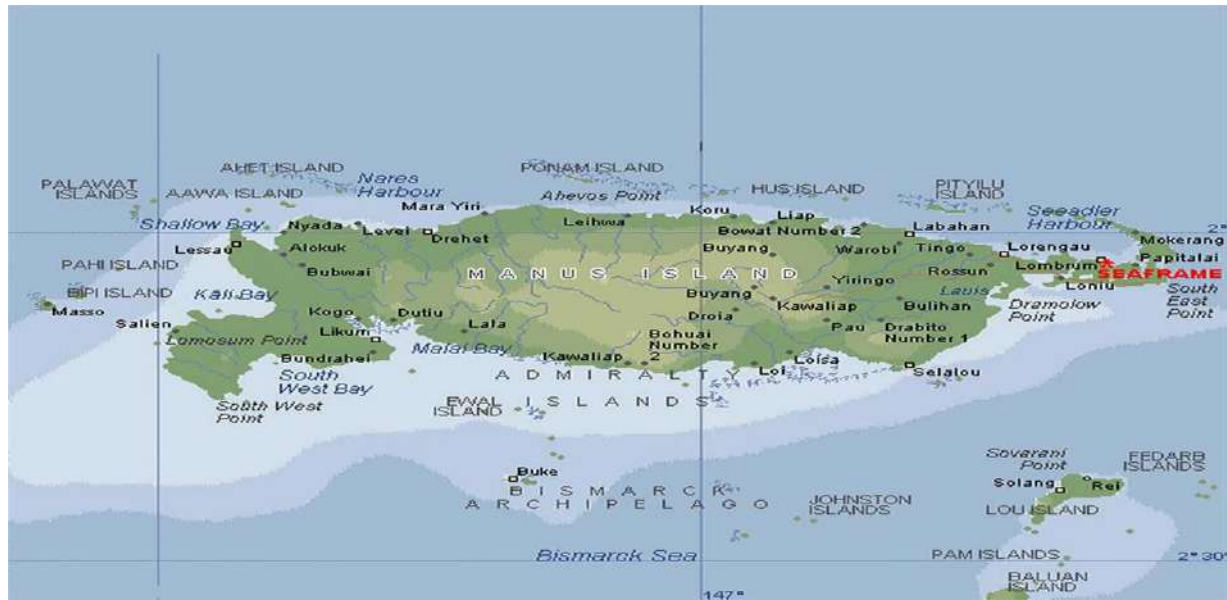 AHET ISLAND
Nares
Harbour
PONAM ISLAND
PALAWAT
ISLANDS
AAWA ISLAND
Ahevos Point
HUS ISLAND
PITYILU
ISLAND
Mara Yiri
Seeadler
Harbour
Shallow Bay
Nyada
Levei
Drehet
Leihwa
Koru
Liap
Bowat Number 2
Labahan
2°
Lessau
Alokuk
Buyang
Warobi
Tingo
Lorengau
Mokerang
PAHI ISLAND
Bubwai
MANUS ISLAND
Yiringo
Rossun
Lombrum
Papitalai
SEAFRAME
BIPI ISLAND
Masso
Kali Bay
Buyang
Kawaliap
Bulihan
Lauis
Loniu
Dramolow
Point
South
East
Point
Salien
Kogo
Dutiu
Droia
Lomosum Point
Likum
Lala
Bohuai
Number
2
Pau
Drabito
Number 1
Bundrahei
Malai Bay
Kawaliap
Loisa
South
West Bay
ADMIRALTY
Loi
Selalou
South West
Point
EWAL
ISLAND
ISLANDS
Sovarani
Point
FEDARB
ISLANDS
Buke
Solang
Rei
BISMARCK
ARCHIPELAGO
JOHNSTON
ISLANDS
LOU ISLAND
Bismarck Sea
PAM ISLANDS
2°30
BALUAN
ISLAND
147°